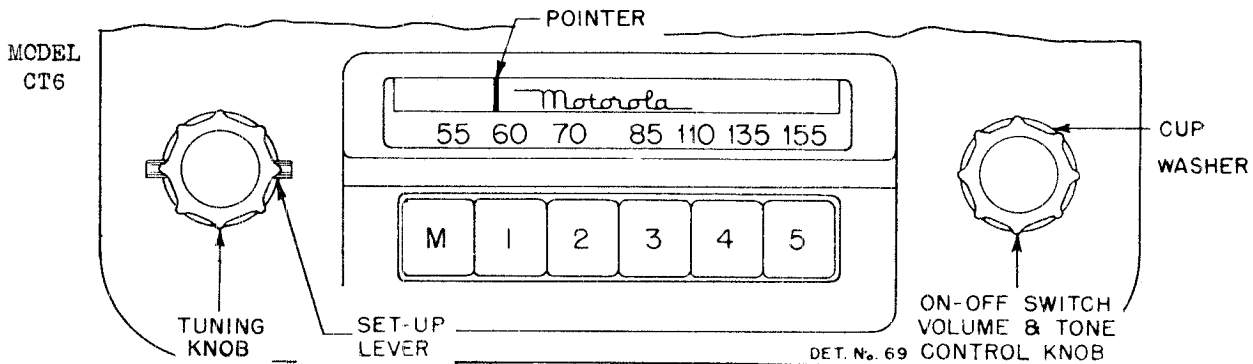 POINTER
MODEL
CT6
Motorola
55 60 70 85 110 135 155
CUP
WASHER
M 1 2 3 4 5
TUNING
KNOB
SET-UP
LEVER
ON-OFF SWITCH
VOLUME & TONE
CONTROL KNOB
DET. No. 69